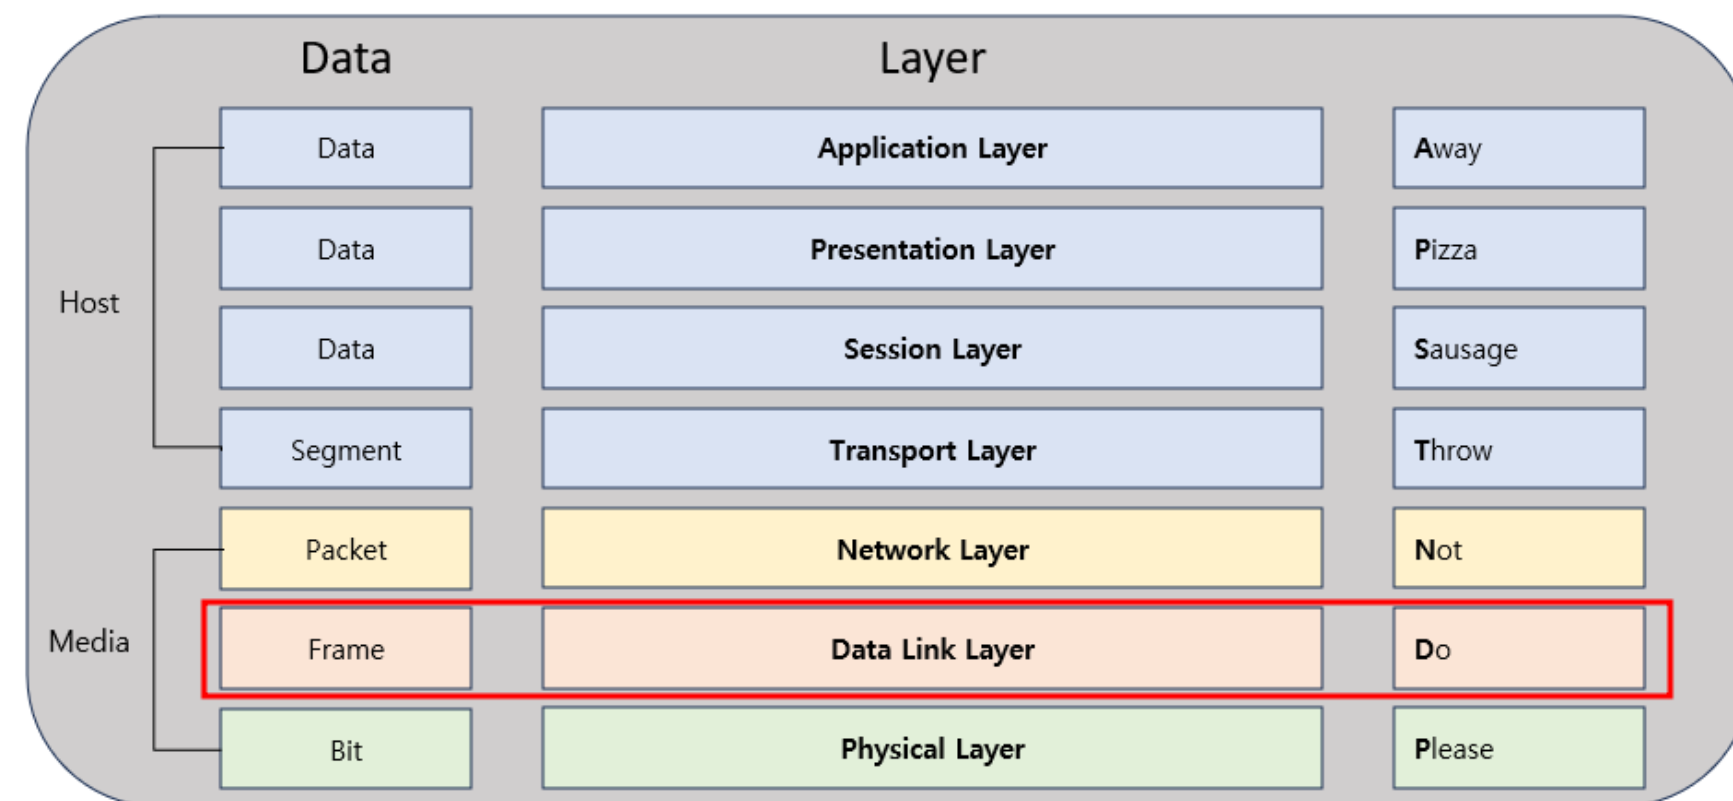 Data Layer
Data Application Layer Away
Data Presentation Layer Pizza
Host
Data Session Layer Sausage
Segment Transport Layer Throw
Packet Network Layer Not
Media Frame Data Link Layer Do
Bit Physical Layer Please